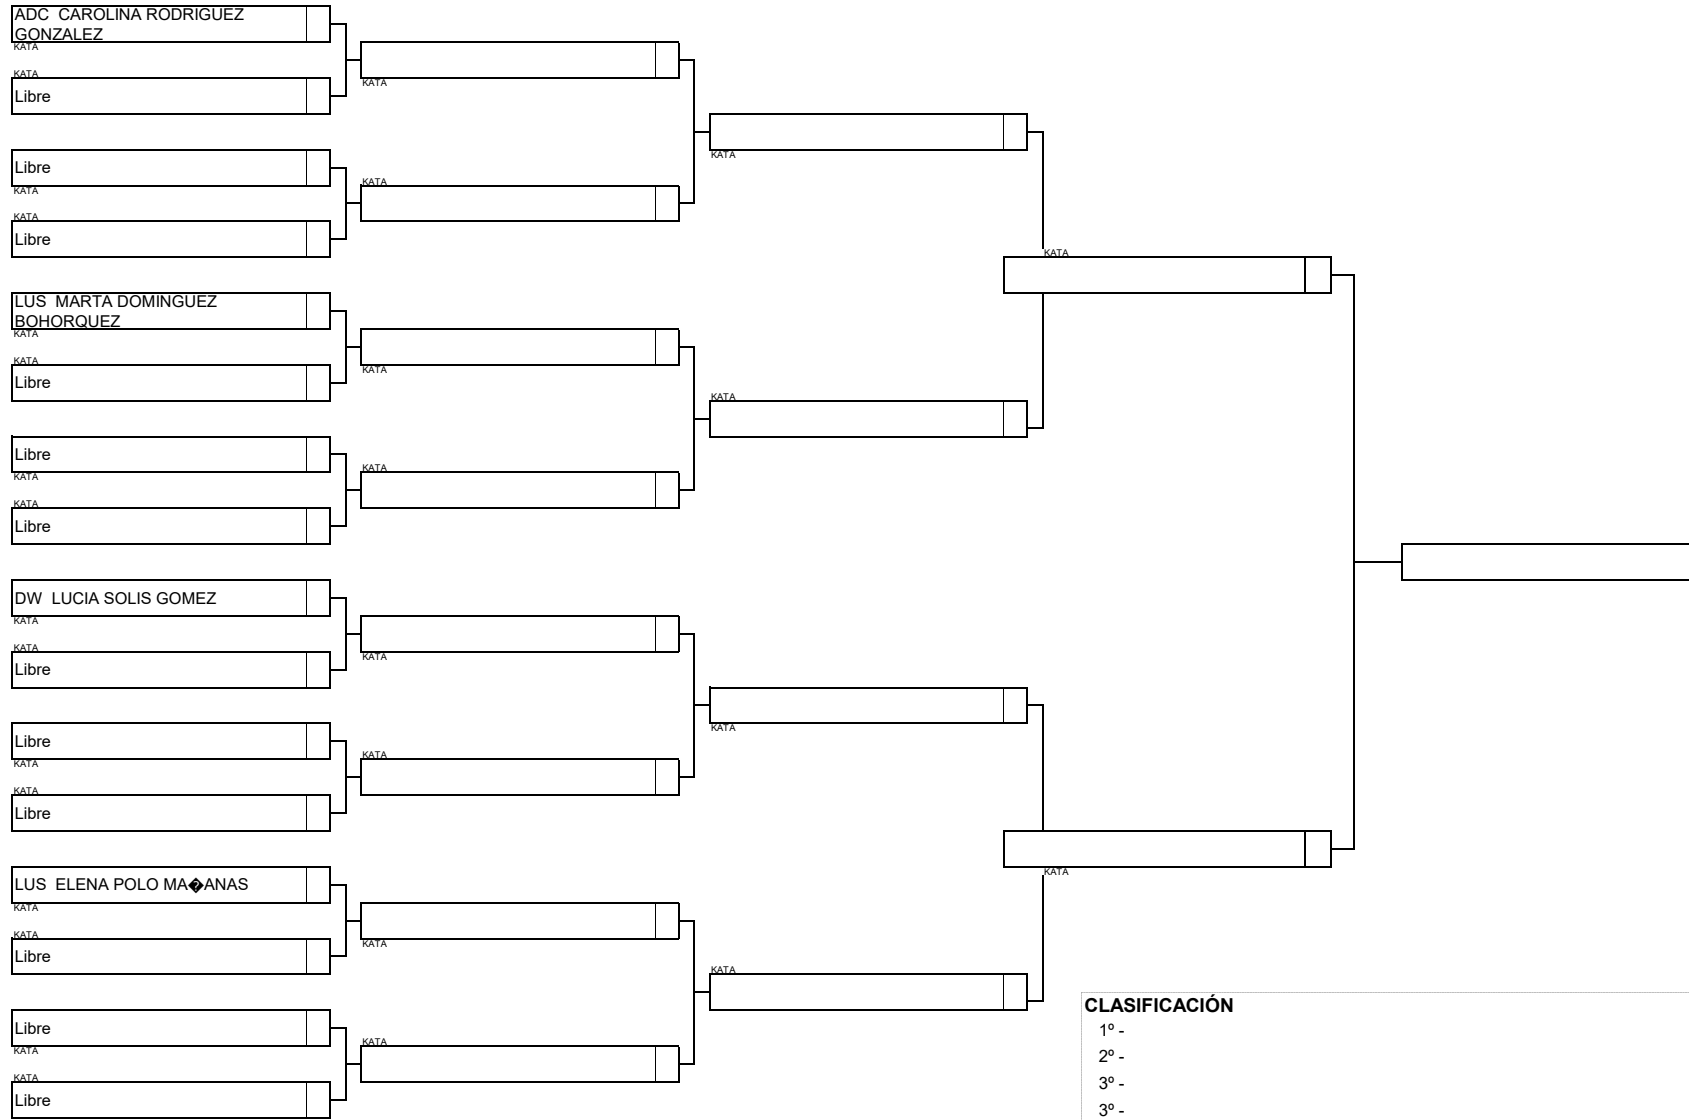 ADC  CAROLINA RODRIGUEZ
GONZALEZ
KATA
KATA
Libre
KATA
Libre
KATA
KATA
Libre
KATA
KATA
LUS  MARTA DOMINGUEZ
BOHORQUEZ
KATA
KATA
Libre
KATA
Libre
KATA
KATA
Libre
KATA
KATA
KATA
DW  LUCIA SOLIS GOMEZ
KATA
KATA
Libre
KATA
Libre
KATA
KATA
Libre
KATA
KATA
LUS  ELENA POLO MA�ANAS
KATA
KATA
Libre
KATA
Libre
KATA
KATA
Libre
KATA
KATA
KATA
CLASIFICACIÓN
1º -
2º -
3º -
3º -